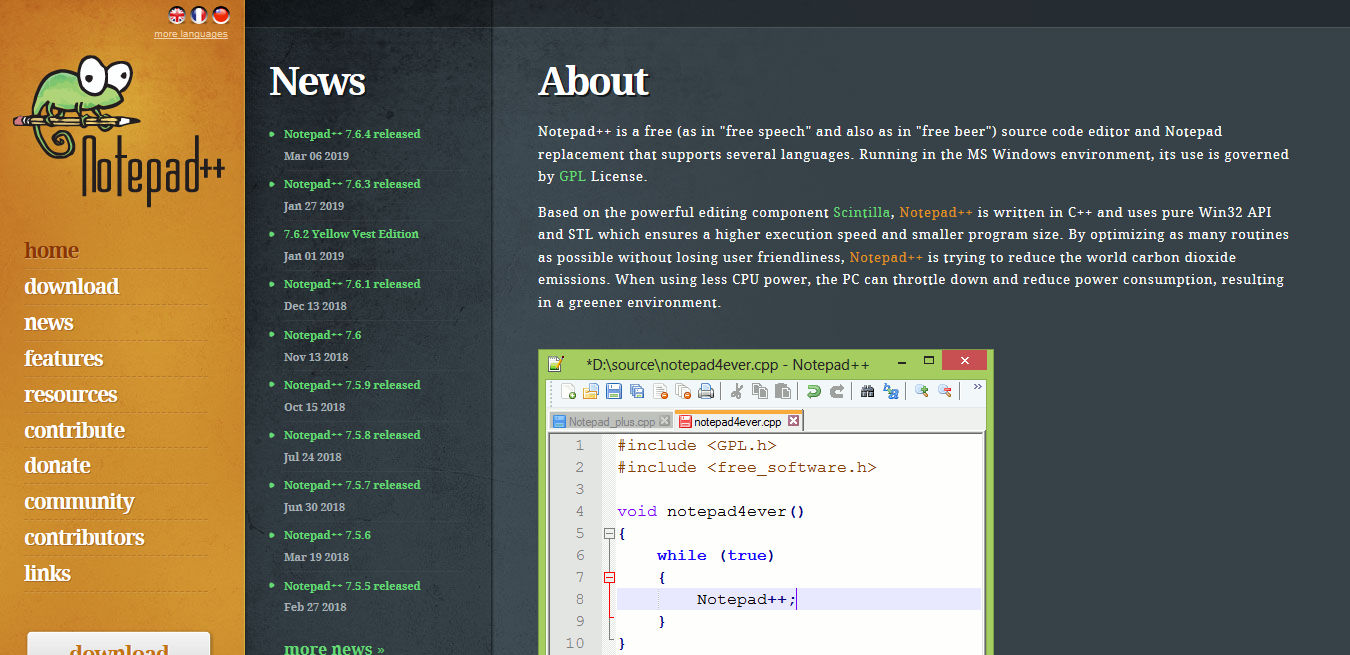 more languages
Notepad++
home
download
news
features
resources
contribute
donate
community
contributors
links
download
News
Notepad++ 7.6.4 released
Mar 06 2019
Notepad++ 7.6.3 released
Jan 27 2019
7.6.2 Yellow Vest Edition
Jan 01 2019
Notepad++ 7.6.1 released
Dec 13 2018
Notepad++ 7.6
Nov 13 2018
Notepad++ 7.5.9 released
Oct 15 2018
Notepad++ 7.5.8 released
Jul 24 2018
Notepad++ 7.5.7 released
Jun 30 2018
Notepad++ 7.5.6
Mar 19 2018
Notepad++ 7.5.5 released
Feb 27 2018
more news »
About
Notepad++ is a free (as in "free speech" and also as in "free beer") source code editor and Notepad
replacement that supports several languages. Running in the MS Windows environment, its use is governed
by GPL License.
Based on the powerful editing component Scintilla, Notepad++ is written in C++ and uses pure Win32 API
and STL which ensures a higher execution speed and smaller program size. By optimizing as many routines
as possible without losing user friendliness, Notepad++ is trying to reduce the world carbon dioxide
emissions. When using less CPU power, the PC can throttle down and reduce power consumption, resulting
in a greener environment.
*D:\source\notepad4ever.cpp - Notepad++
Notepad_plus.cpp notepad4ever.cpp
1 #include <GPL.h>
2 #include <free_software.h>
3
4 void notepad4ever()
5 {
6 while (true)
7 {
8 Notepad++;
9 }
10 }